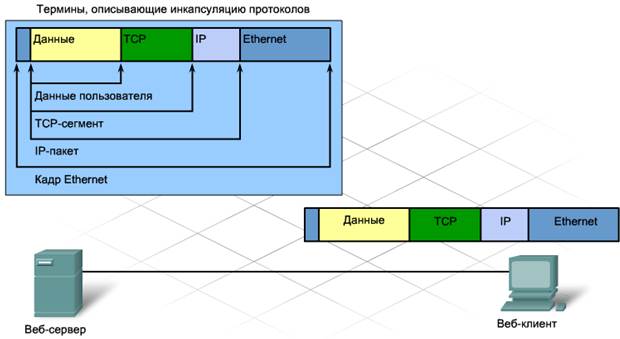 Термины, описывающие инкапсуляцию протоколов
Данные TCP IP Ethernet
Данные пользователя
TCP-сегмент
IP-пакет
Кадр Ethernet
Данные TCP IP Ethernet
Веб-сервер
Веб-клиент